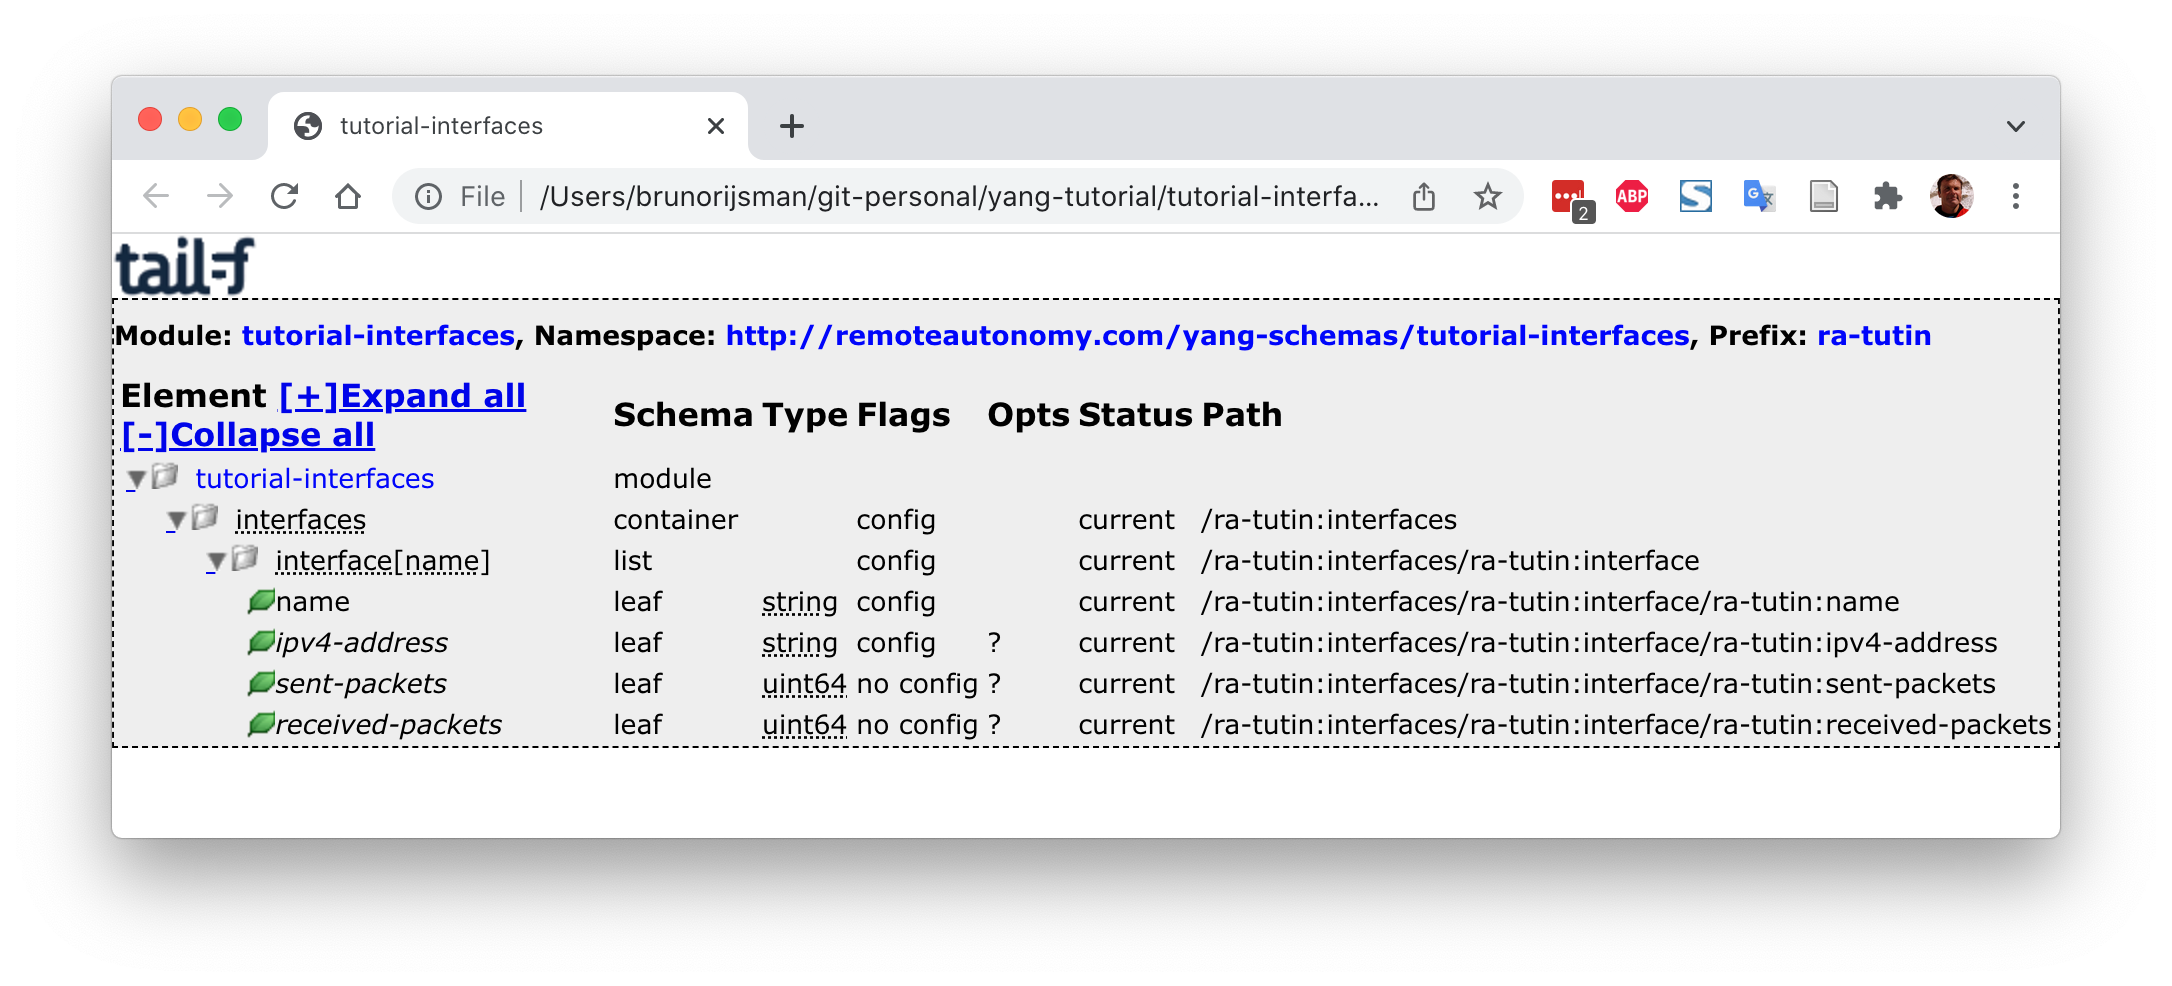 tutorial-interfaces
File /Users/brunorijsman/git-personal/yang-tutorial/tutorial-interfa...
2
ABP
S
G
tail-f
Module: tutorial-interfaces, Namespace: http://remoteautonomy.com/yang-schemas/tutorial-interfaces, Prefix: ra-tutin
Element [+]Expand all
[-]Collapse all
Schema Type Flags Opts Status Path
tutorial-interfaces module
interfaces container config current /ra-tutin:interfaces
interface[name] list config current /ra-tutin:interfaces/ra-tutin:interface
name leaf string config current /ra-tutin:interfaces/ra-tutin:interface/ra-tutin:name
ipv4-address leaf string config ? current /ra-tutin:interfaces/ra-tutin:interface/ra-tutin:ipv4-address
sent-packets leaf uint64 no config ? current /ra-tutin:interfaces/ra-tutin:interface/ra-tutin:sent-packets
received-packets leaf uint64 no config ? current /ra-tutin:interfaces/ra-tutin:interface/ra-tutin:received-packets